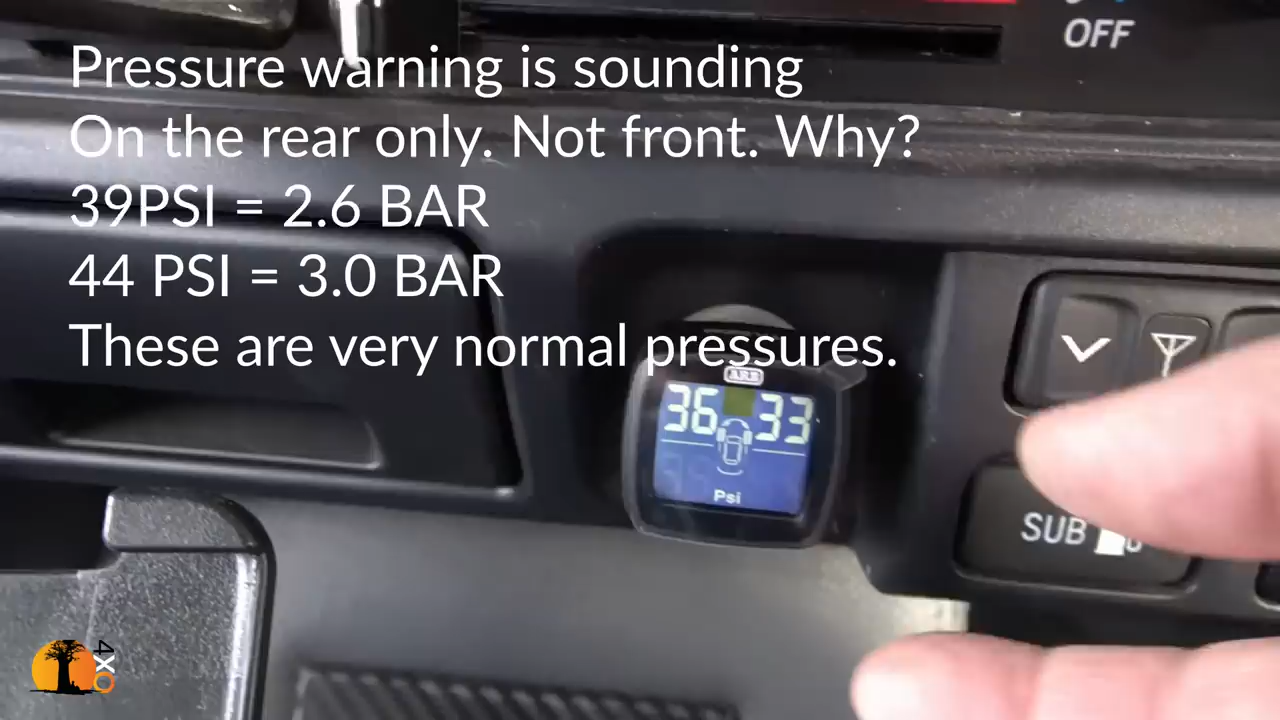 OFF
Pressure warning is sounding
On the rear only. Not front. Why?
39PSI = 2.6 BAR
44 PSI = 3.0 BAR
These are very normal pressures.
ARB
36 33
Psi
SUB
4XO